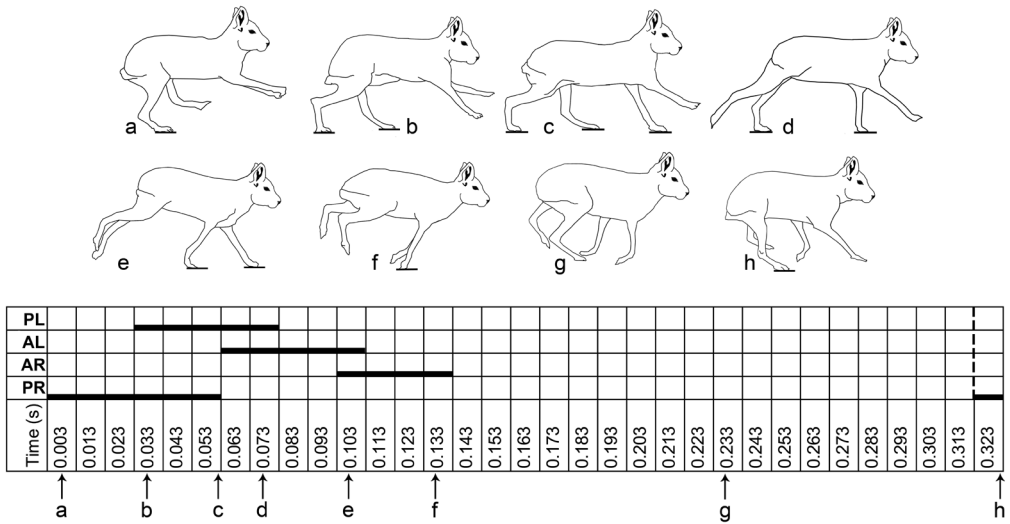 a b c d
e f g h
PL
AL
AR
PR
Time (s) 0.003 0.013 0.023 0.033 0.043 0.053 0.063 0.073 0.083 0.093 0.103 0.113 0.123 0.133 0.143 0.153 0.163 0.173 0.183 0.193 0.203 0.213 0.223 0.233 0.243 0.253 0.263 0.273 0.283 0.293 0.303 0.313 0.323
a b c d e f g h